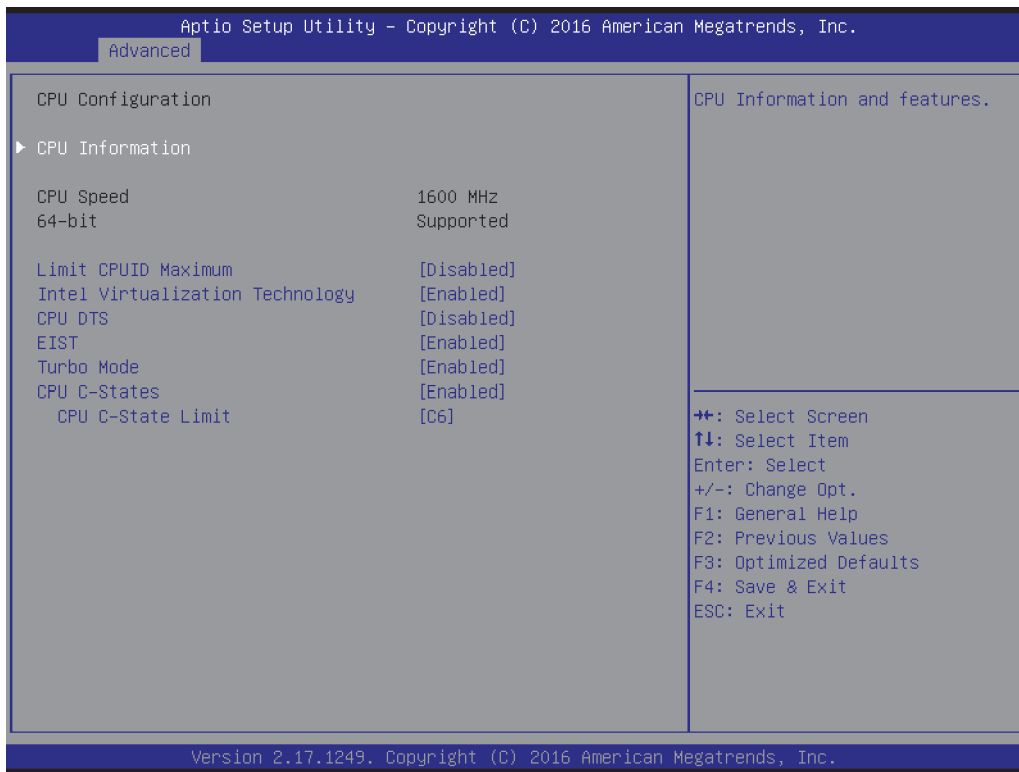 Aptio Setup Utility – Copyright (C) 2016 American Megatrends, Inc.
Advanced
CPU Configuration
CPU Information
CPU Speed 1600 MHz
64-bit Supported
Limit CPUID Maximum [Disabled]
Intel Virtualization Technology [Enabled]
CPU DTS [Disabled]
EIST [Enabled]
Turbo Mode [Enabled]
CPU C-States [Enabled]
CPU C-State Limit [C6]
CPU Information and features.
→←: Select Screen
↑↓: Select Item
Enter: Select
+/-: Change Opt.
F1: General Help
F2: Previous Values
F3: Optimized Defaults
F4: Save & Exit
ESC: Exit
Version 2.17.1249. Copyright (C) 2016 American Megatrends, Inc.